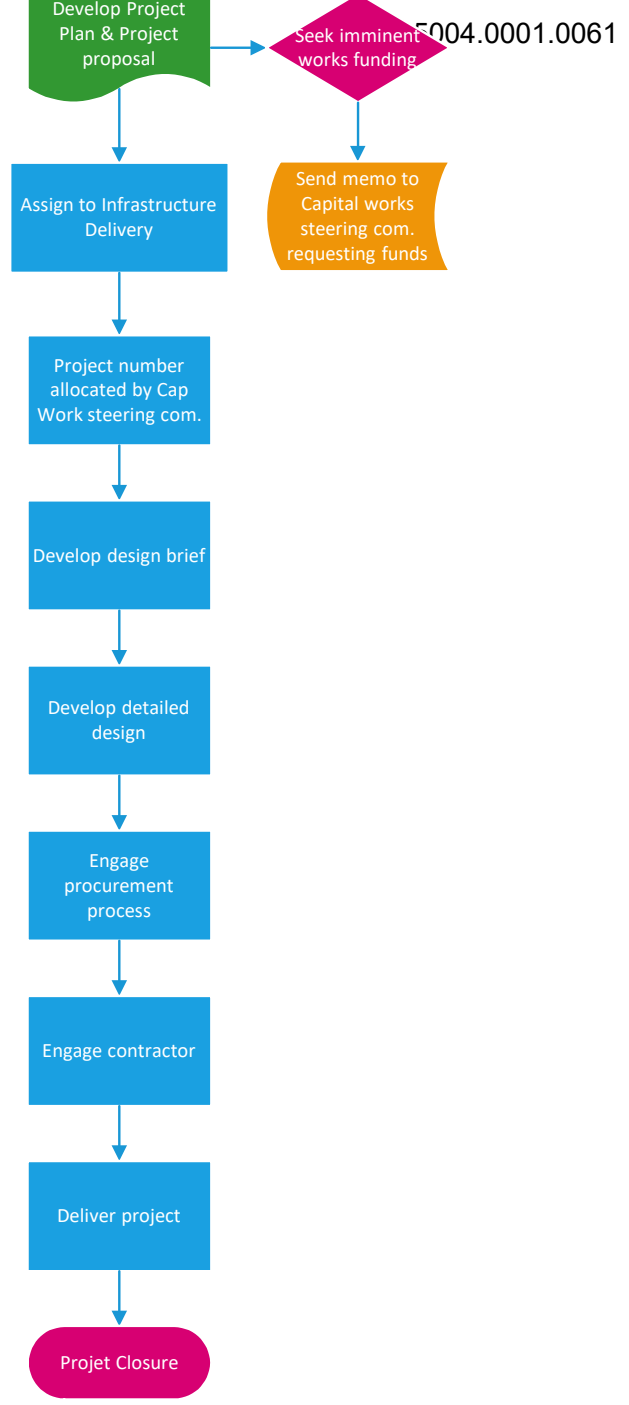 Develop Project
Plan & Project
proposal
Seek imminent
works funding
5004.0001.0061
Assign to Infrastructure
Delivery
Send memo to
Capital works
steering com.
requesting funds
Project number
allocated by Cap
Work steering com.
Develop design brief
Develop detailed
design
Engage
procurement
process
Engage contractor
Deliver project
Projet Closure